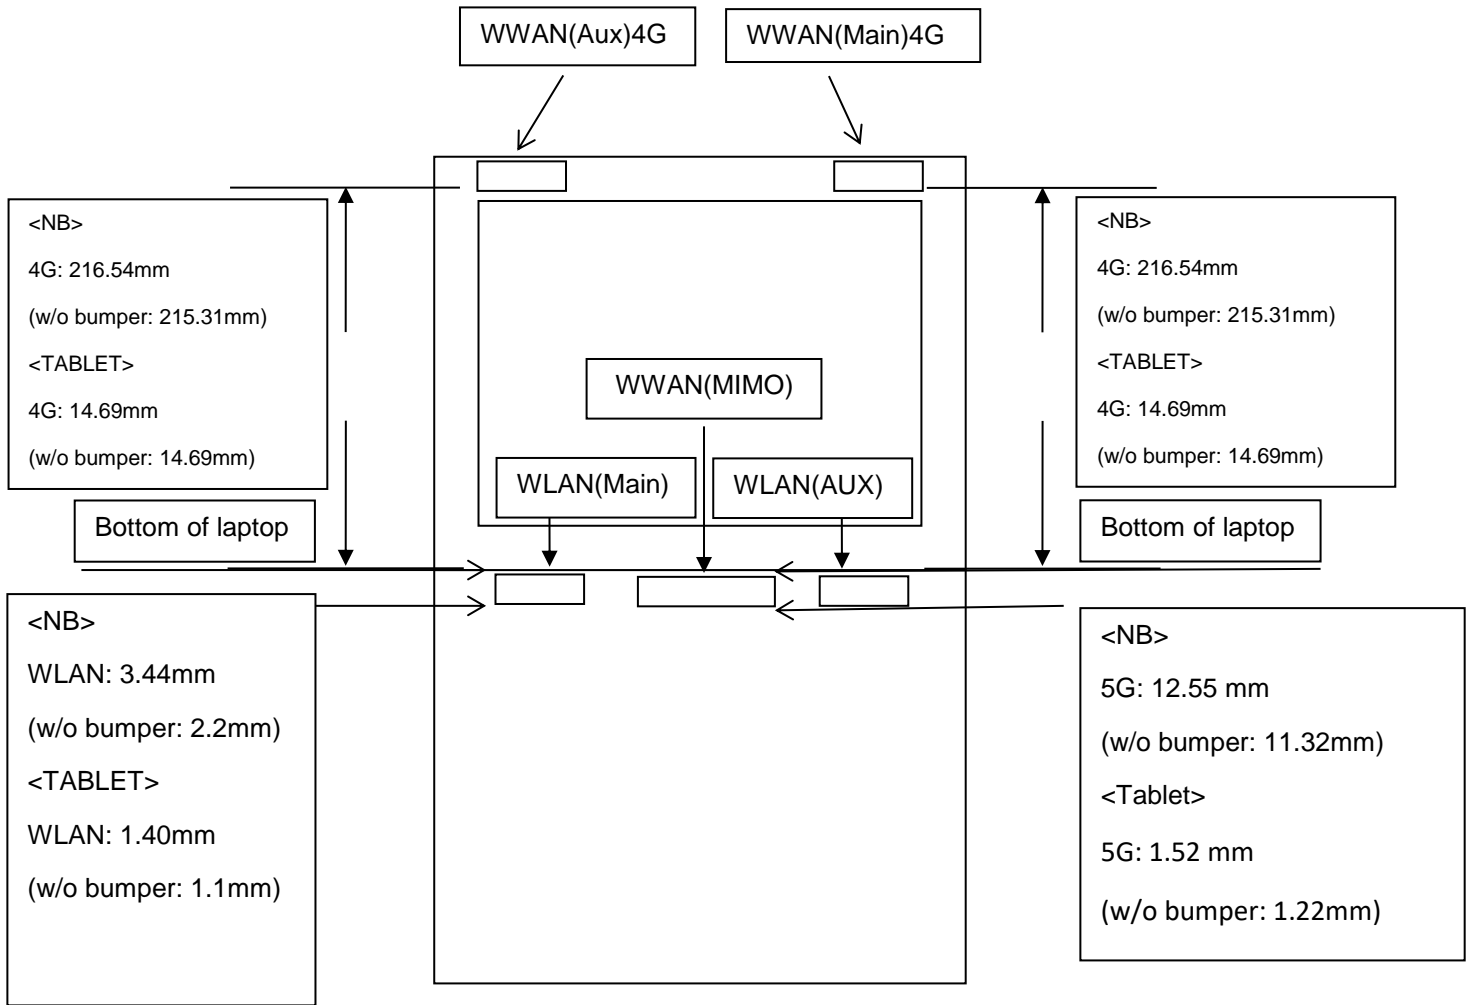 WWAN(Aux)4G
WWAN(Main)4G
<NB>
4G: 216.54mm
(w/o bumper: 215.31mm)
<TABLET>
4G: 14.69mm
(w/o bumper: 14.69mm)
<NB>
4G: 216.54mm
(w/o bumper: 215.31mm)
<TABLET>
4G: 14.69mm
(w/o bumper: 14.69mm)
WWAN(MIMO)
WLAN(Main)
WLAN(AUX)
Bottom of laptop
Bottom of laptop
<NB>
WLAN: 3.44mm
(w/o bumper: 2.2mm)
<TABLET>
WLAN: 1.40mm
(w/o bumper: 1.1mm)
<NB>
5G: 12.55 mm
(w/o bumper: 11.32mm)
<Tablet>
5G: 1.52 mm
(w/o bumper: 1.22mm)